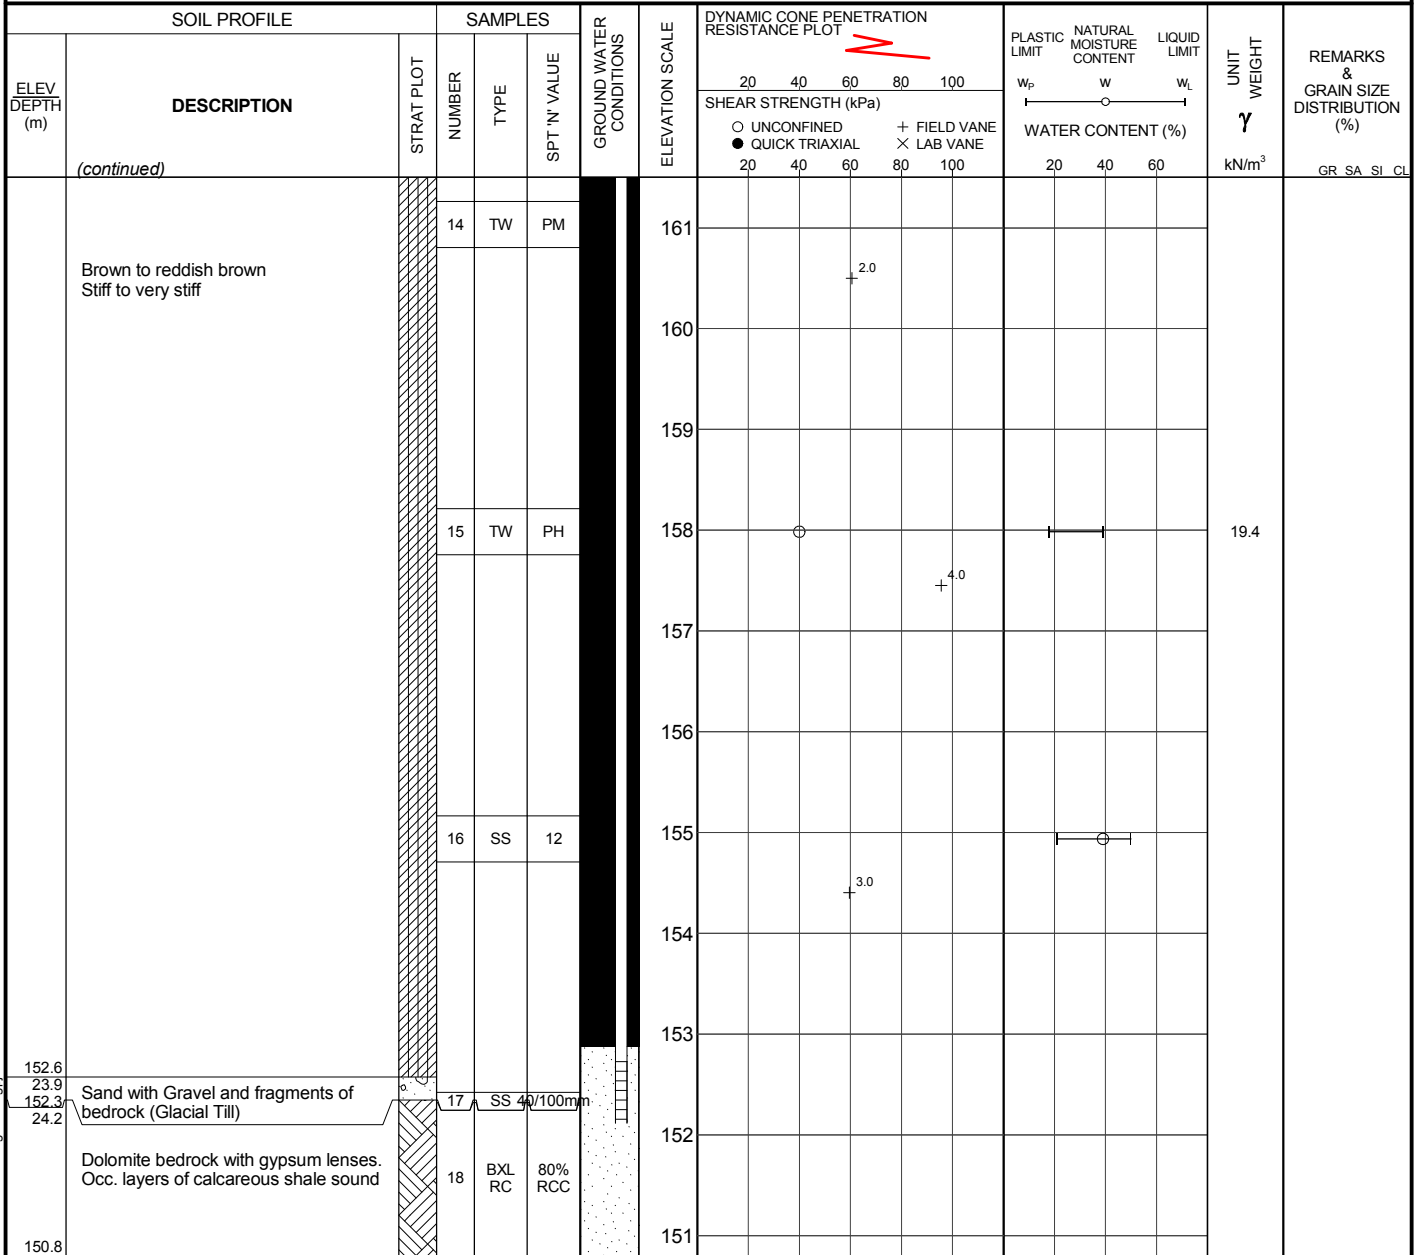 SOIL PROFILE
SAMPLES
GROUND WATER
CONDITIONS
ELEVATION SCALE
DYNAMIC CONE PENETRATION
RESISTANCE PLOT
20 40 60 80 100
SHEAR STRENGTH (kPa)
○ UNCONFINED + FIELD VANE
● QUICK TRIAXIAL × LAB VANE
20 40 60 80 100
PLASTIC
LIMIT
NATURAL
MOISTURE
CONTENT
LIQUID
LIMIT
WP W WL
WATER CONTENT (%)
20 40 60
UNIT
WEIGHT
γ
kN/m³
REMARKS
&
GRAIN SIZE
DISTRIBUTION
(%)
GR SA SI CL
ELEV
DEPTH
(m)
DESCRIPTION
(continued)
STRAT PLOT
NUMBER
TYPE
SPT 'N' VALUE
14 TW PM
161
Brown to reddish brown
Stiff to very stiff
2.0
160
159
15 TW PH
158
19.4
4.0
157
156
16 SS 12
155
3.0
154
153
152.6
23.9
152.3
24.2
Sand with Gravel and fragments of
bedrock (Glacial Till)
17 SS 40/100mm
152
Dolomite bedrock with gypsum lenses.
Occ. layers of calcareous shale sound
18 BXL RC 80% RCC
151
150.8